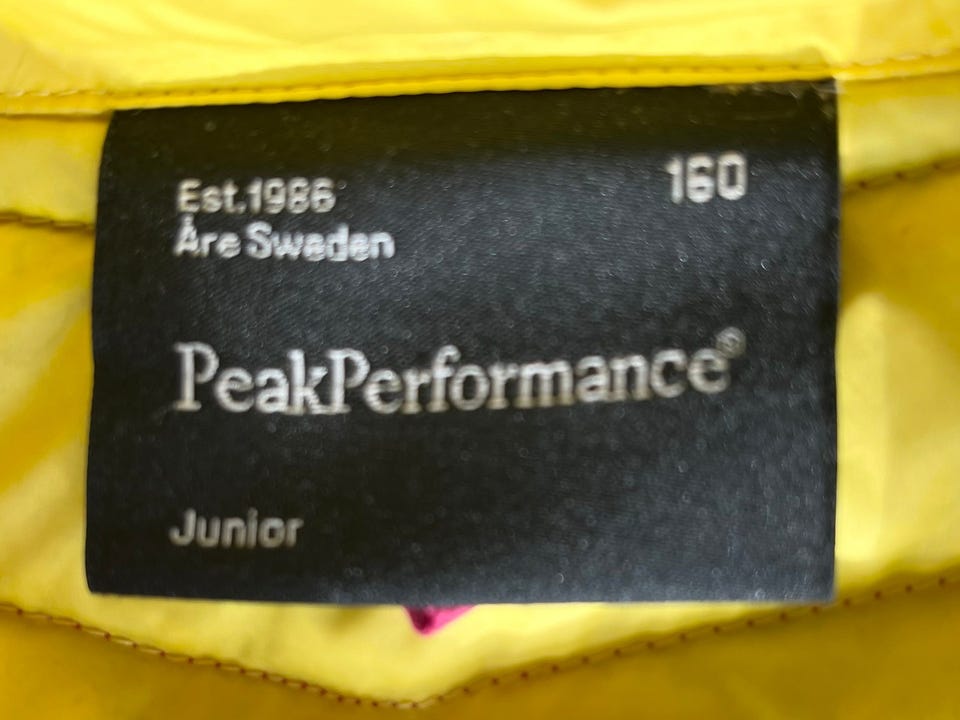 Est.1986
Åre Sweden
160
PeakPerformance®
Junior